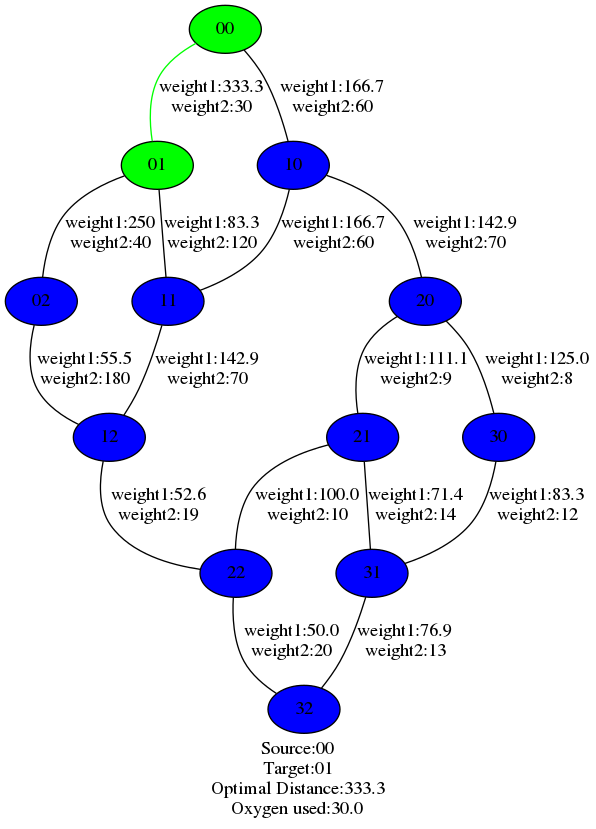 00
weight1:333.3
weight2:30
weight1:166.7
weight2:60
01
10
weight1:250
weight2:40
weight1:83.3
weight2:120
weight1:166.7
weight2:60
weight1:142.9
weight2:70
02
11
20
weight1:55.5
weight2:180
weight1:142.9
weight2:70
weight1:111.1
weight2:9
weight1:125.0
weight2:8
12
21
30
weight1:52.6
weight2:19
weight1:100.0
weight2:10
weight1:71.4
weight2:14
weight1:83.3
weight2:12
22
31
weight1:50.0
weight2:20
weight1:76.9
weight2:13
32
Source:00
Target:01
Optimal Distance:333.3
Oxygen used:30.0